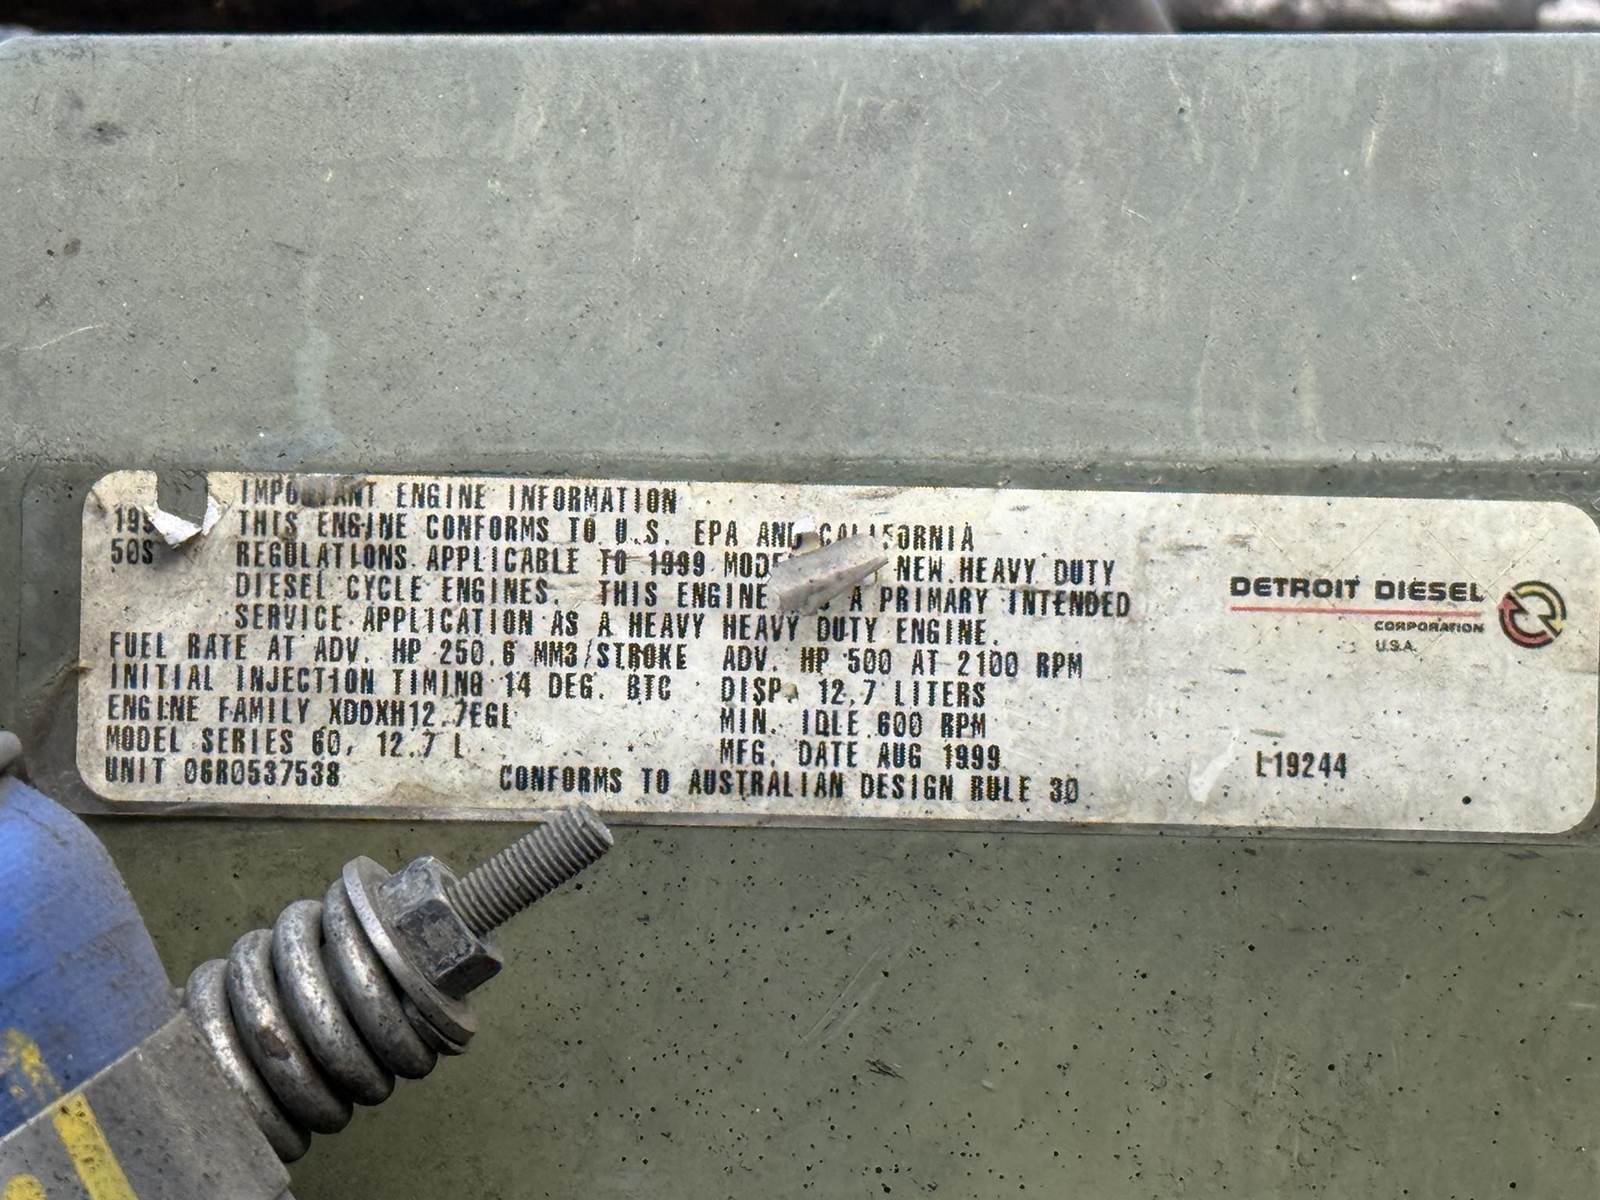 IMPORTANT ENGINE INFORMATION
THIS ENGINE CONFORMS TO U.S. EPA AND CALIFORNIA
50S REGULATIONS APPLICABLE TO 1999 NEW HEAVY DUTY
DIESEL CYCLE ENGINES. THIS ENGINE A PRIMARY INTENDED
SERVICE APPLICATION AS A HEAVY HEAVY DUTY ENGINE.
FUEL RATE AT ADV. HP 250.6 MM3/STROKE ADV. HP 500 AT 2100 RPM
INITIAL INJECTION TIMING 14 DEG. BTC DISP. 12.7 LITERS
ENGINE FAMILY XDDXH12.7EGL MIN. IDLE 600 RPM
MODEL SERIES 60, 12.7 L MFG. DATE AUG 1999
UNIT 06R0537538 CONFORMS TO AUSTRALIAN DESIGN RULE 30
DETROIT DIESEL
CORPORATION
U.S.A.
L19244